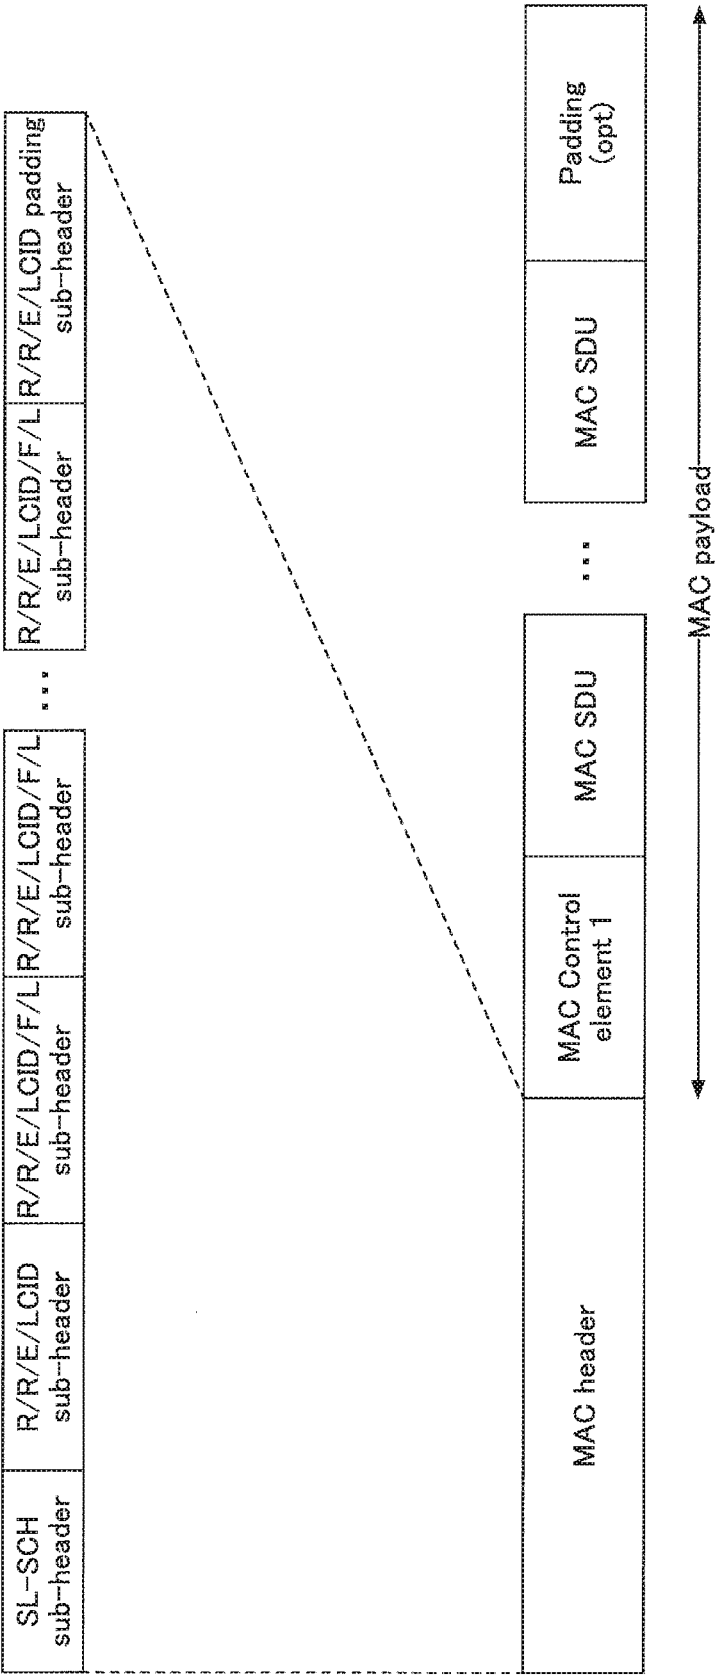 SL-SCH
sub-header
R/R/E/LCID
sub-header
R/R/E/LCID/F/L
sub-header
R/R/E/LCID/F/L
sub-header
...
R/R/E/LCID/F/L
sub-header
R/R/E/LCID padding
sub-header
MAC header
MAC Control
element 1
MAC SDU
...
MAC SDU
Padding
(opt)
MAC payload